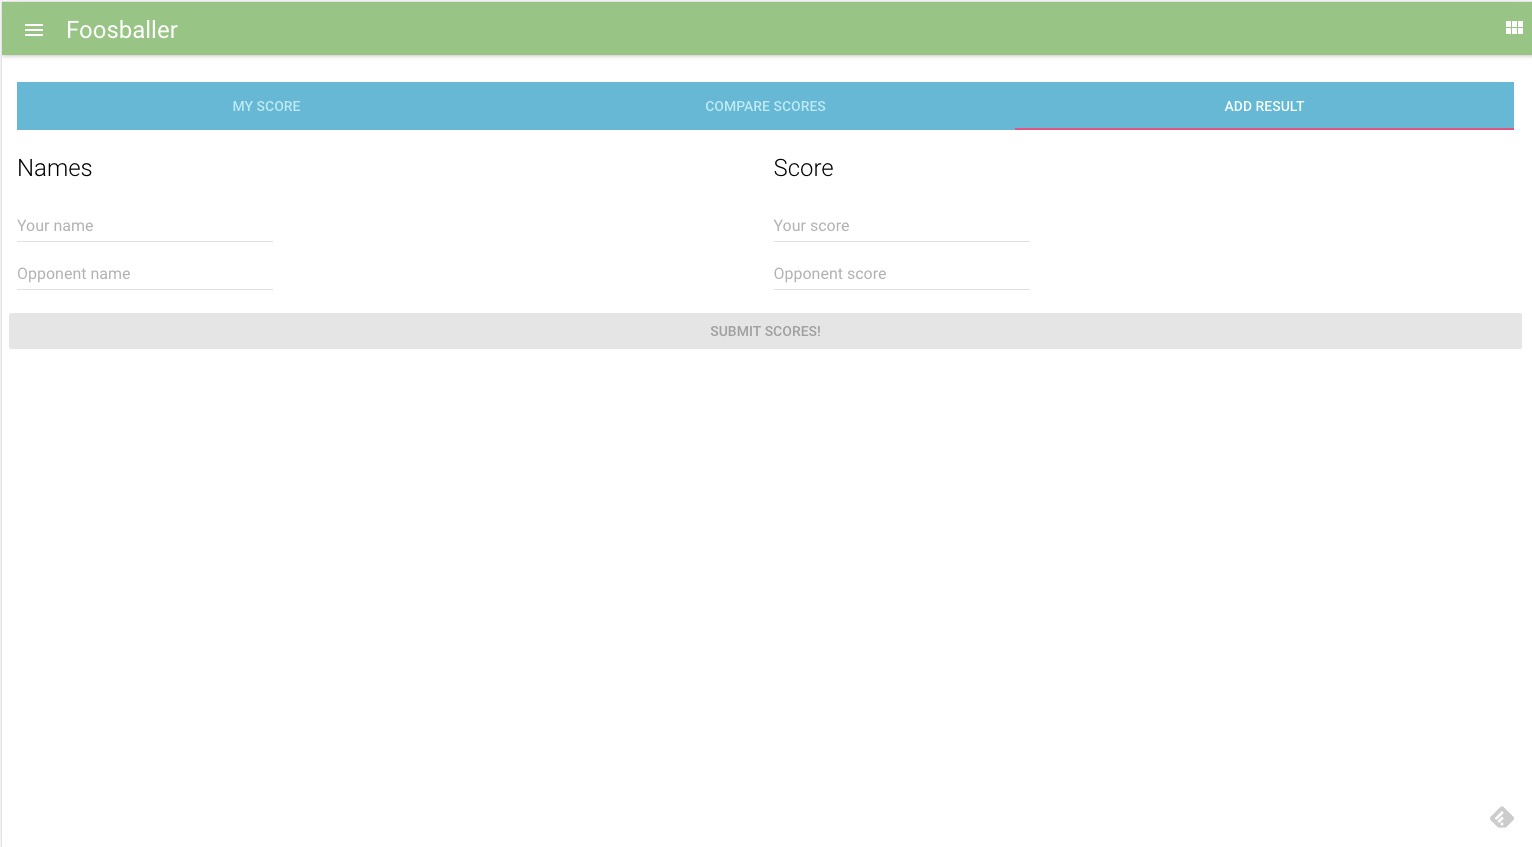 Foosballer
MY SCORE COMPARE SCORES ADD RESULT
Names Score
Your name Your score
Opponent name Opponent score
SUBMIT SCORES!